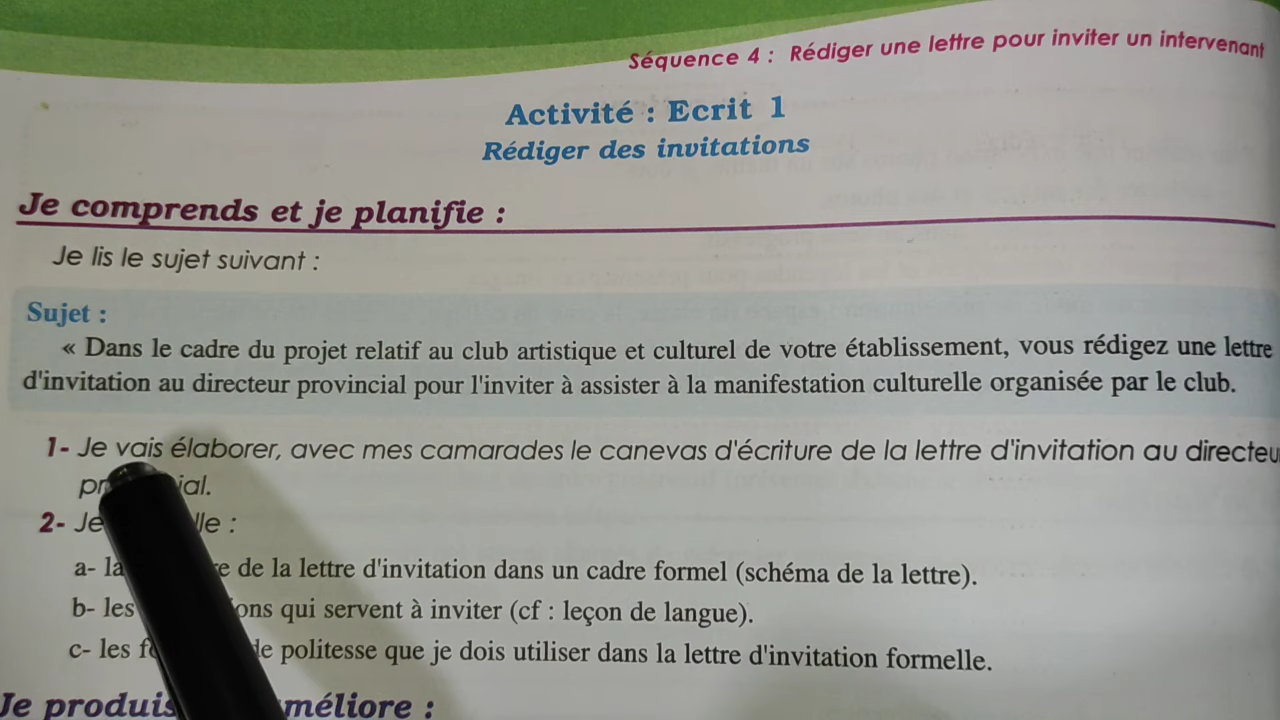 Séquence 4 : Rédiger une lettre pour inviter un intervenant
Activité : Ecrit 1
Rédiger des invitations
Je comprends et je planifie :
Je lis le sujet suivant :
Sujet :
« Dans le cadre du projet relatif au club artistique et culturel de votre établissement, vous rédigez une lettre
d'invitation au directeur provincial pour l'inviter à assister à la manifestation culturelle organisée par le club.
1- Je vais élaborer, avec mes camarades le canevas d'écriture de la lettre d'invitation au directeu
2- Je :
a- de la lettre d'invitation dans un cadre formel (schéma de la lettre).
b- les qui servent à inviter (cf : leçon de langue).
c- les de politesse que je dois utiliser dans la lettre d'invitation formelle.
Je produis :